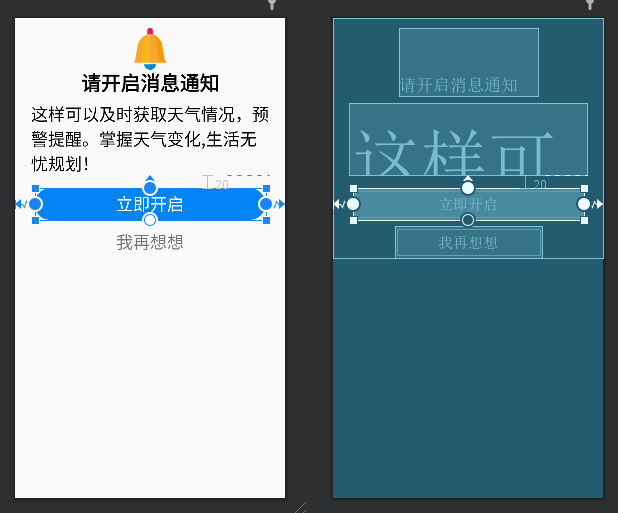 请开启消息通知
这样可以及时获取天气情况，预
警提醒。掌握天气变化,生活无
忧规划！
20
立即开启
我再想想
请开启消息通知
这样可
20
立即开启
我再想想